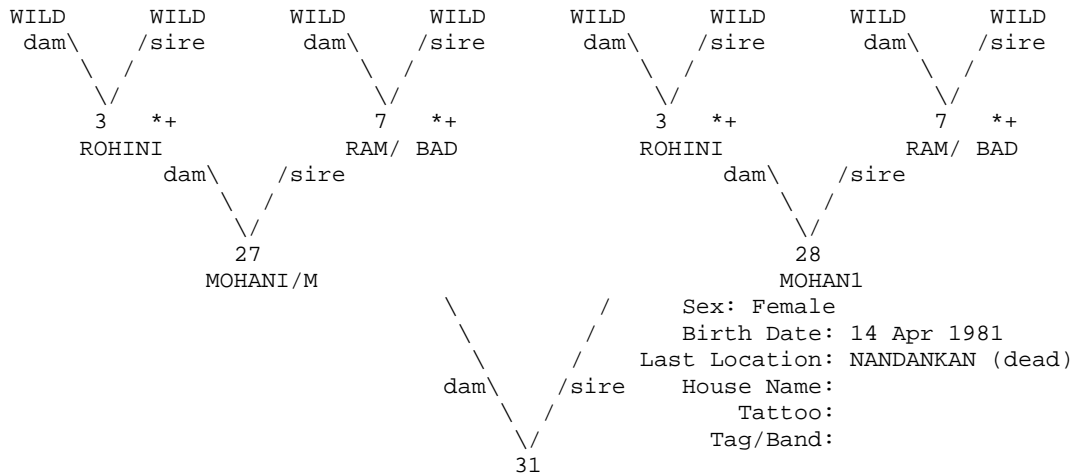 WILD WILD WILD WILD WILD WILD WILD WILD
dam\ /sire dam\ /sire dam\ /sire dam\ /sire
\ / \ / \ / \ /
\ / \ / \ / \ /
\/ \/ \/ \/
3 *+ 7 *+ 3 *+ 7 *+
ROHINI RAM/ BAD ROHINI RAM/ BAD
dam\ /sire dam\ /sire
\ / \ /
\ / \ /
\/ \/
27 28
MOHANI/M MOHAN1
\ / Sex: Female
\ / Birth Date: 14 Apr 1981
\ / Last Location: NANDANKAN (dead)
dam\ /sire House Name:
\ / Tattoo:
\/ Tag/Band:
31